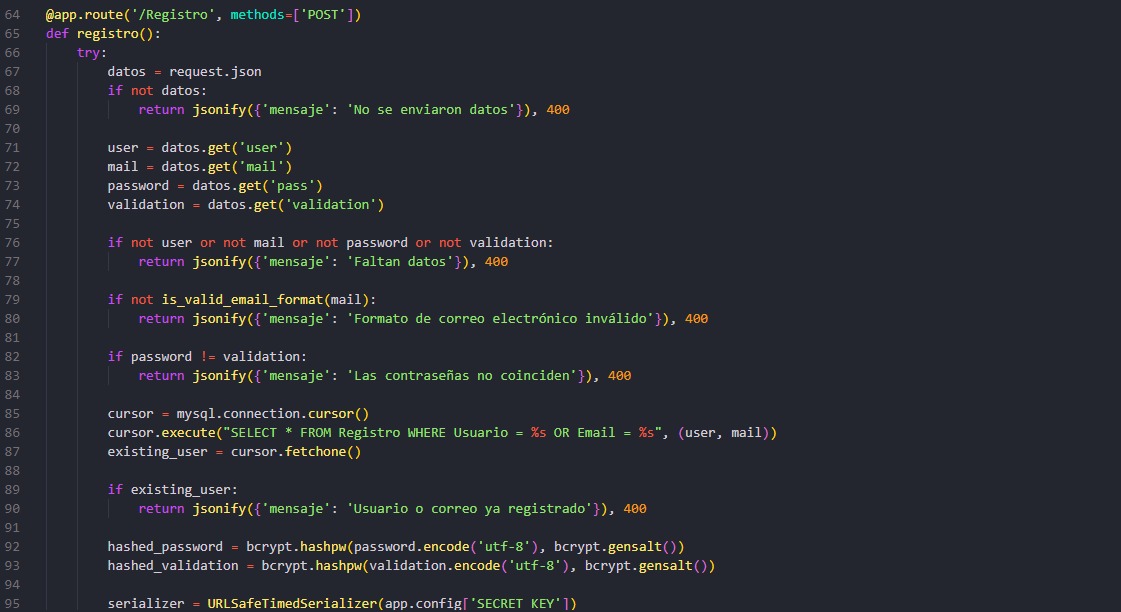 64 @app.route('/Registro', methods=['POST'])
65 def registro():
66     try:
67         datos = request.json
68         if not datos:
69             return jsonify({'mensaje': 'No se enviaron datos'}), 400
70
71         user = datos.get('user')
72         mail = datos.get('mail')
73         password = datos.get('pass')
74         validation = datos.get('validation')
75
76         if not user or not mail or not password or not validation:
77             return jsonify({'mensaje': 'Faltan datos'}), 400
78
79         if not is_valid_email_format(mail):
80             return jsonify({'mensaje': 'Formato de correo electrónico inválido'}), 400
81
82         if password != validation:
83             return jsonify({'mensaje': 'Las contraseñas no coinciden'}), 400
84
85         cursor = mysql.connection.cursor()
86         cursor.execute("SELECT * FROM Registro WHERE Usuario = %s OR Email = %s", (user, mail))
87         existing_user = cursor.fetchone()
88
89         if existing_user:
90             return jsonify({'mensaje': 'Usuario o correo ya registrado'}), 400
91
92         hashed_password = bcrypt.hashpw(password.encode('utf-8'), bcrypt.gensalt())
93         hashed_validation = bcrypt.hashpw(validation.encode('utf-8'), bcrypt.gensalt())
94
95         serializer = URLSafeTimedSerializer(app.config['SECRET_KEY'])